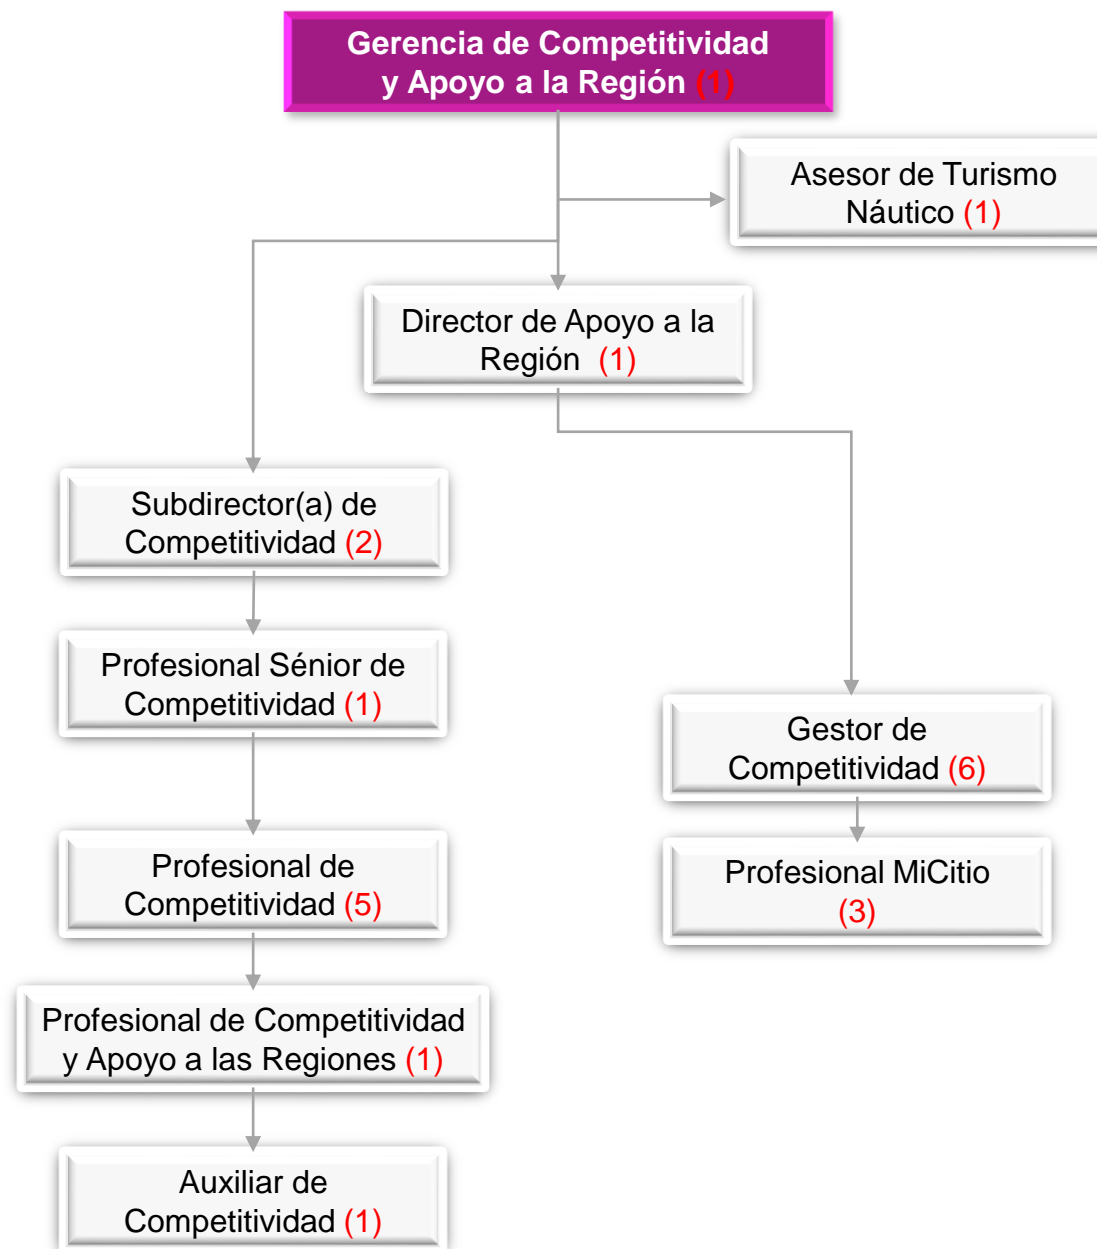 Gerencia de Competitividad
y Apoyo a la Región (1)
Asesor de Turismo
Náutico (1)
Director de Apoyo a la
Región (1)
Subdirector(a) de
Competitividad (2)
Profesional Sénior de
Competitividad (1)
Gestor de
Competitividad (6)
Profesional de
Competitividad (5)
Profesional MiCitio
(3)
Profesional de Competitividad
y Apoyo a las Regiones (1)
Auxiliar de
Competitividad (1)